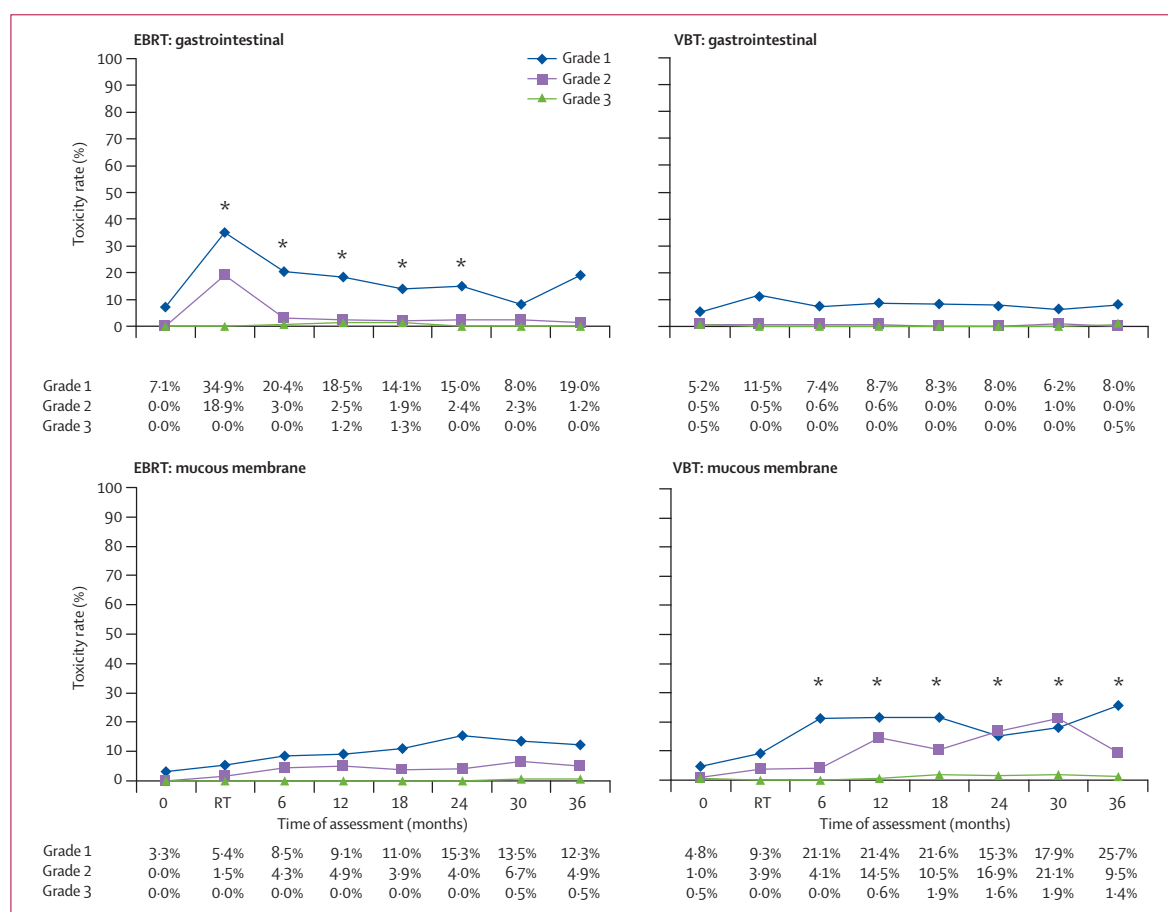 EBRT: gastrointestinal
VBT: gastrointestinal
Grade 1
Grade 2
Grade 3
Toxicity rate (%)
100
90
80
70
60
50
40
30
20
10
0
* * * * * *
Grade 1 7·1% 34·9% 20·4% 18·5% 14·1% 15·0% 8·0% 19·0% 5·2% 11·5% 7·4% 8·7% 8·3% 8·0% 6·2% 8·0%
Grade 2 0·0% 18·9% 3·0% 2·5% 1·9% 2·4% 2·3% 1·2% 0·5% 0·5% 0·6% 0·6% 0·0% 0·0% 1·0% 0·0%
Grade 3 0·0% 0·0% 0·0% 1·2% 1·3% 0·0% 0·0% 0·0% 0·5% 0·0% 0·0% 0·0% 0·0% 0·0% 0·0% 0·5%
EBRT: mucous membrane
VBT: mucous membrane
Toxicity rate (%)
100
90
80
70
60
50
40
30
20
10
0
* * * * * *
0 RT 6 12 18 24 30 36
Time of assessment (months)
0 RT 6 12 18 24 30 36
Time of assessment (months)
Grade 1 3·3% 5·4% 8·5% 9·1% 11·0% 15·3% 13·5% 12·3% 4·8% 9·3% 21·1% 21·4% 21·6% 15·3% 17·9% 25·7%
Grade 2 0·0% 1·5% 4·3% 4·9% 3·9% 4·0% 6·7% 4·9% 1·0% 3·9% 4·1% 14·5% 10·5% 16·9% 21·1% 9·5%
Grade 3 0·0% 0·0% 0·0% 0·0% 0·0% 0·0% 0·5% 0·5% 0·5% 0·0% 0·0% 0·6% 1·9% 1·6% 1·9% 1·4%